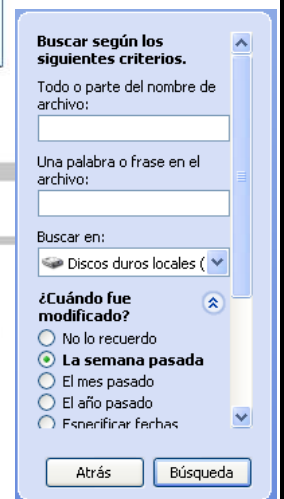 Buscar según los
siguientes criterios.
Todo o parte del nombre de
archivo:
Una palabra o frase en el
archivo:
Buscar en:
Discos duros locales (
¿Cuándo fue
modificado?
No lo recuerdo
La semana pasada
El mes pasado
El año pasado
Especificar fechas
Atrás
Búsqueda